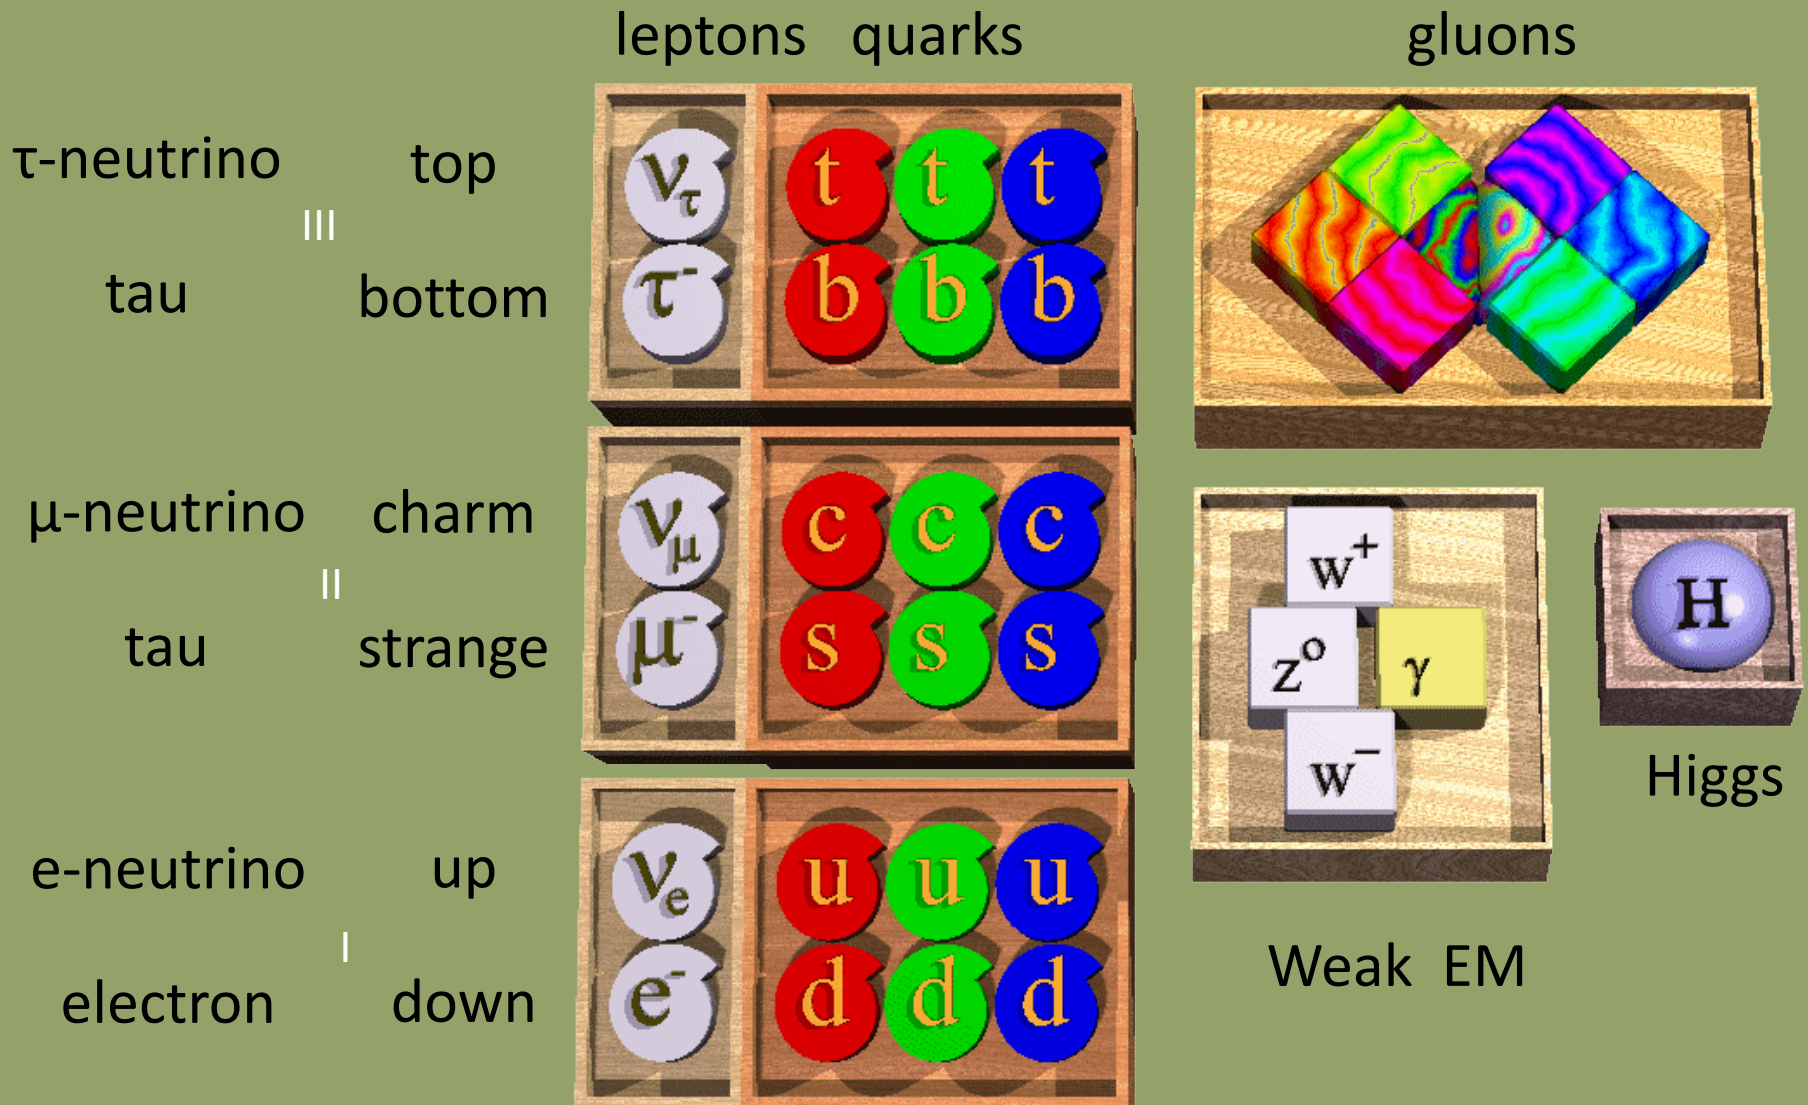 leptons quarks gluons
τ-neutrino top
III
tau bottom
ντ t t t
τ- b b b
μ-neutrino charm
II
tau strange
νμ c c c
μ- s s s
e-neutrino up
I
electron down
νe u u u
e- d d d
w+
z0 γ
w−
H
Higgs
Weak EM